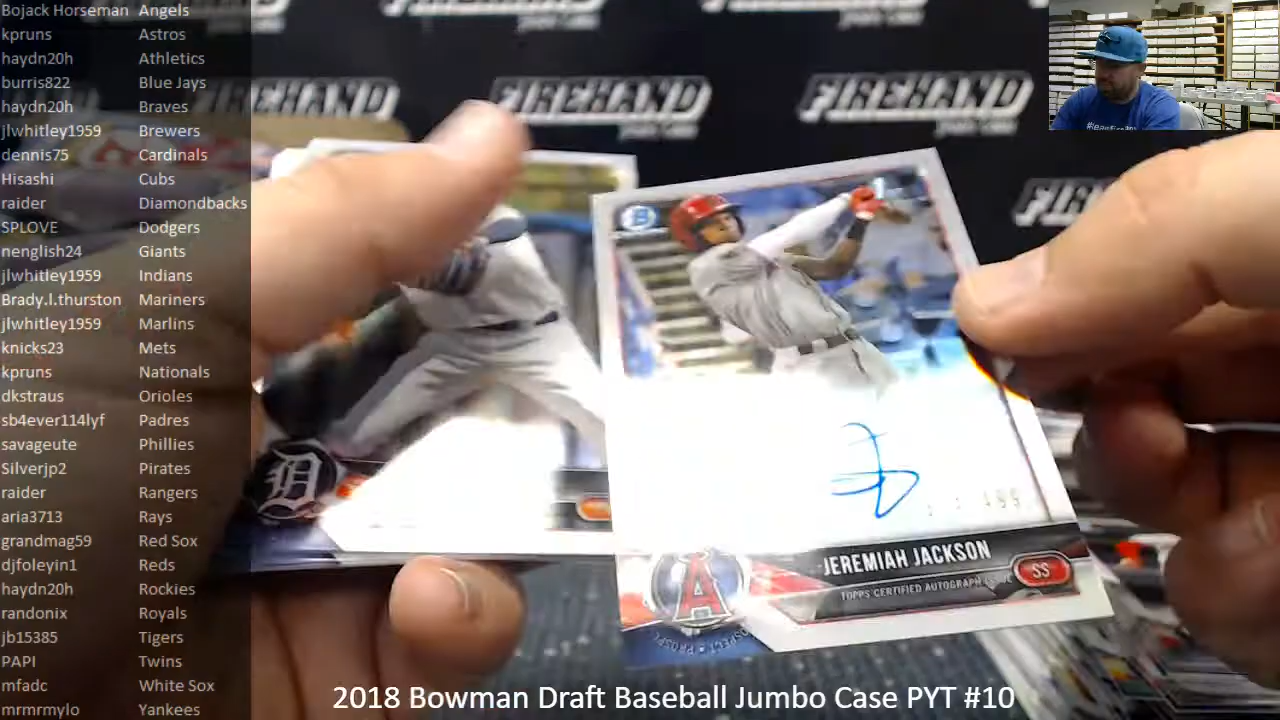 Bojack Horseman Angels
kpruns Astros
haydn20h Athletics
burris822 Blue Jays
haydn20h Braves
jlwhitley1959 Brewers
dennis75 Cardinals
Hisashi Cubs
raider Diamondbacks
SPLOVE Dodgers
nenglish24 Giants
jlwhitley1959 Indians
Brady.l.thurston Mariners
jlwhitley1959 Marlins
knicks23 Mets
kpruns Nationals
dkstraus Orioles
sb4ever114lyf Padres
savageute Phillies
Silverjp2 Pirates
raider Rangers
aria3713 Rays
grandmag59 Red Sox
djfoleyin1 Reds
haydn20h Rockies
randonix Royals
jb15385 Tigers
PAPI Twins
mfadc White Sox
mrmrmylo Yankees
FIREHAND
FIREHAND
FIREHAND
B
499
JEREMIAH JACKSON
TOPPS CERTIFIED AUTOGRAPH
SS
A
D
2018 Bowman Draft Baseball Jumbo Case PYT #10